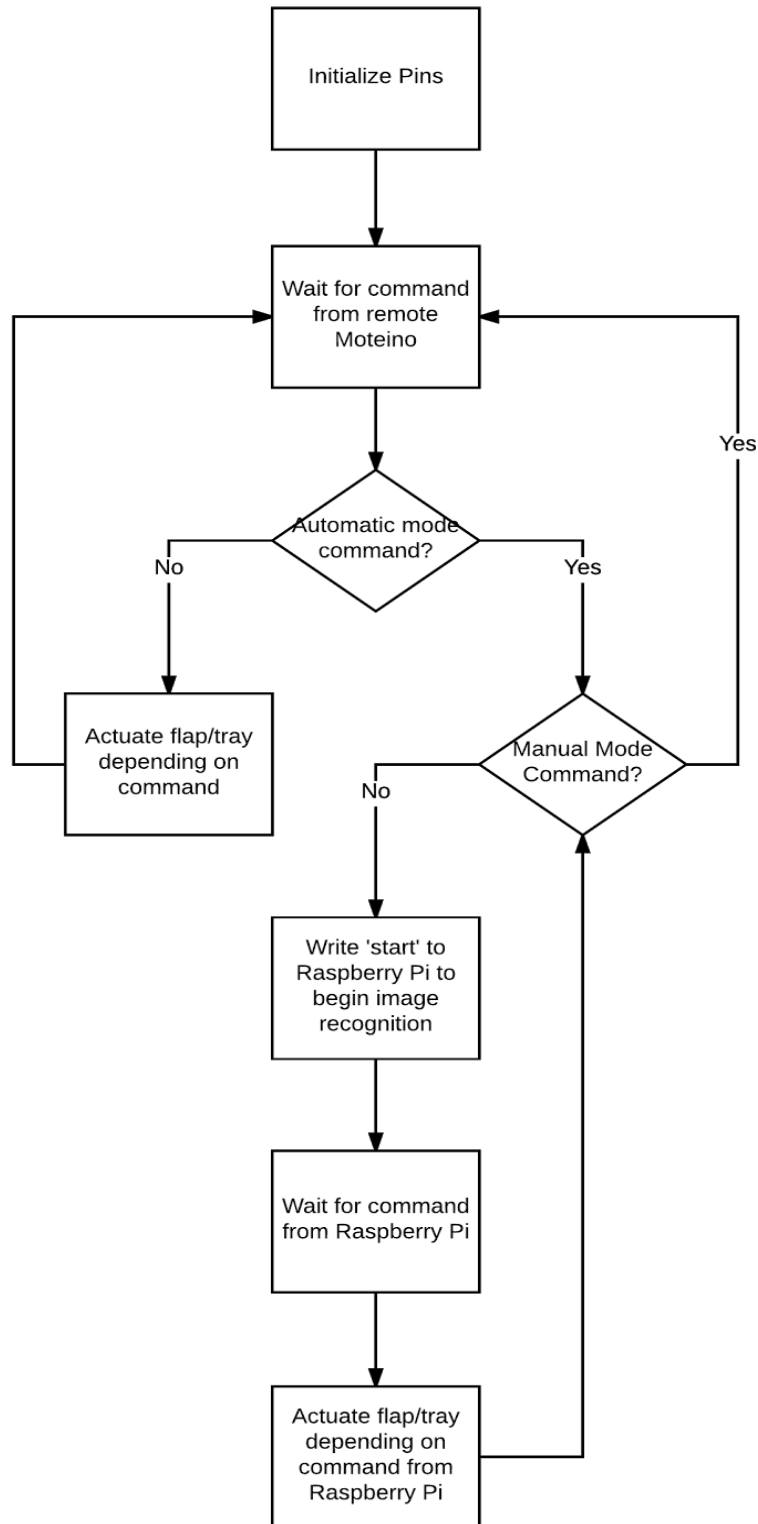 Initialize Pins
Wait for command
from remote
Moteino
Yes
Automatic mode
command?
No
Yes
Actuate flap/tray
depending on
command
Manual Mode
Command?
No
Write 'start' to
Raspberry Pi to
begin image
recognition
Wait for command
from Raspberry Pi
Actuate flap/tray
depending on
command from
Raspberry Pi